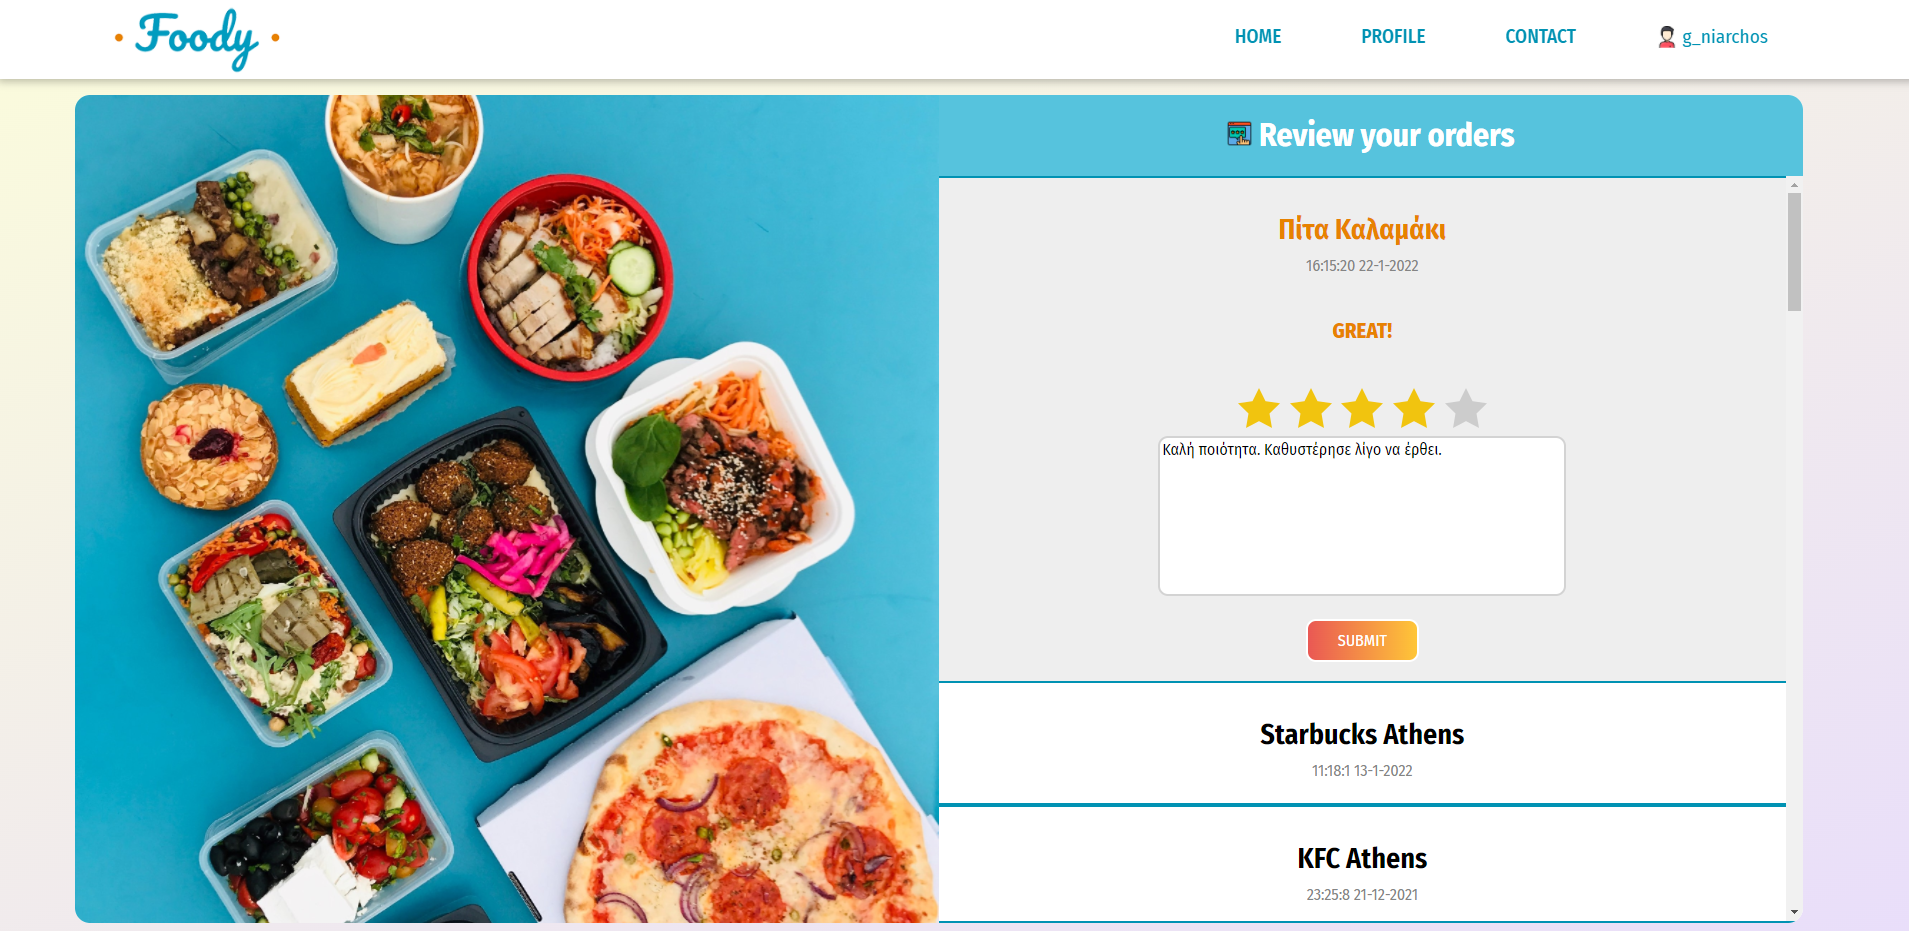 Foody
HOME
PROFILE
CONTACT
g_niarchos
Review your orders
Πίτα Καλαμάκι
16:15:20 22-1-2022
GREAT!
Καλή ποιότητα. Καθυστέρησε λίγο να έρθει.
SUBMIT
Starbucks Athens
11:18:1 13-1-2022
KFC Athens
23:25:8 21-12-2021